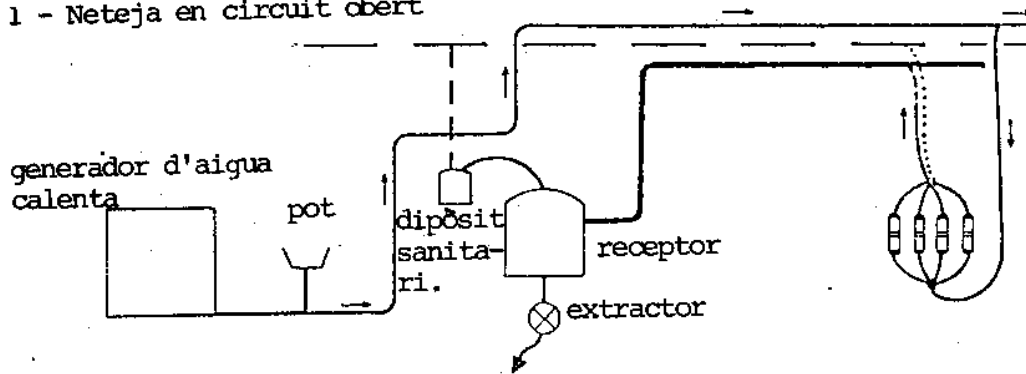 1 - Neteja en circuit obert
generador d'aigua
calenta
pot
dipòsit
sanita-
ri.
receptor
extractor